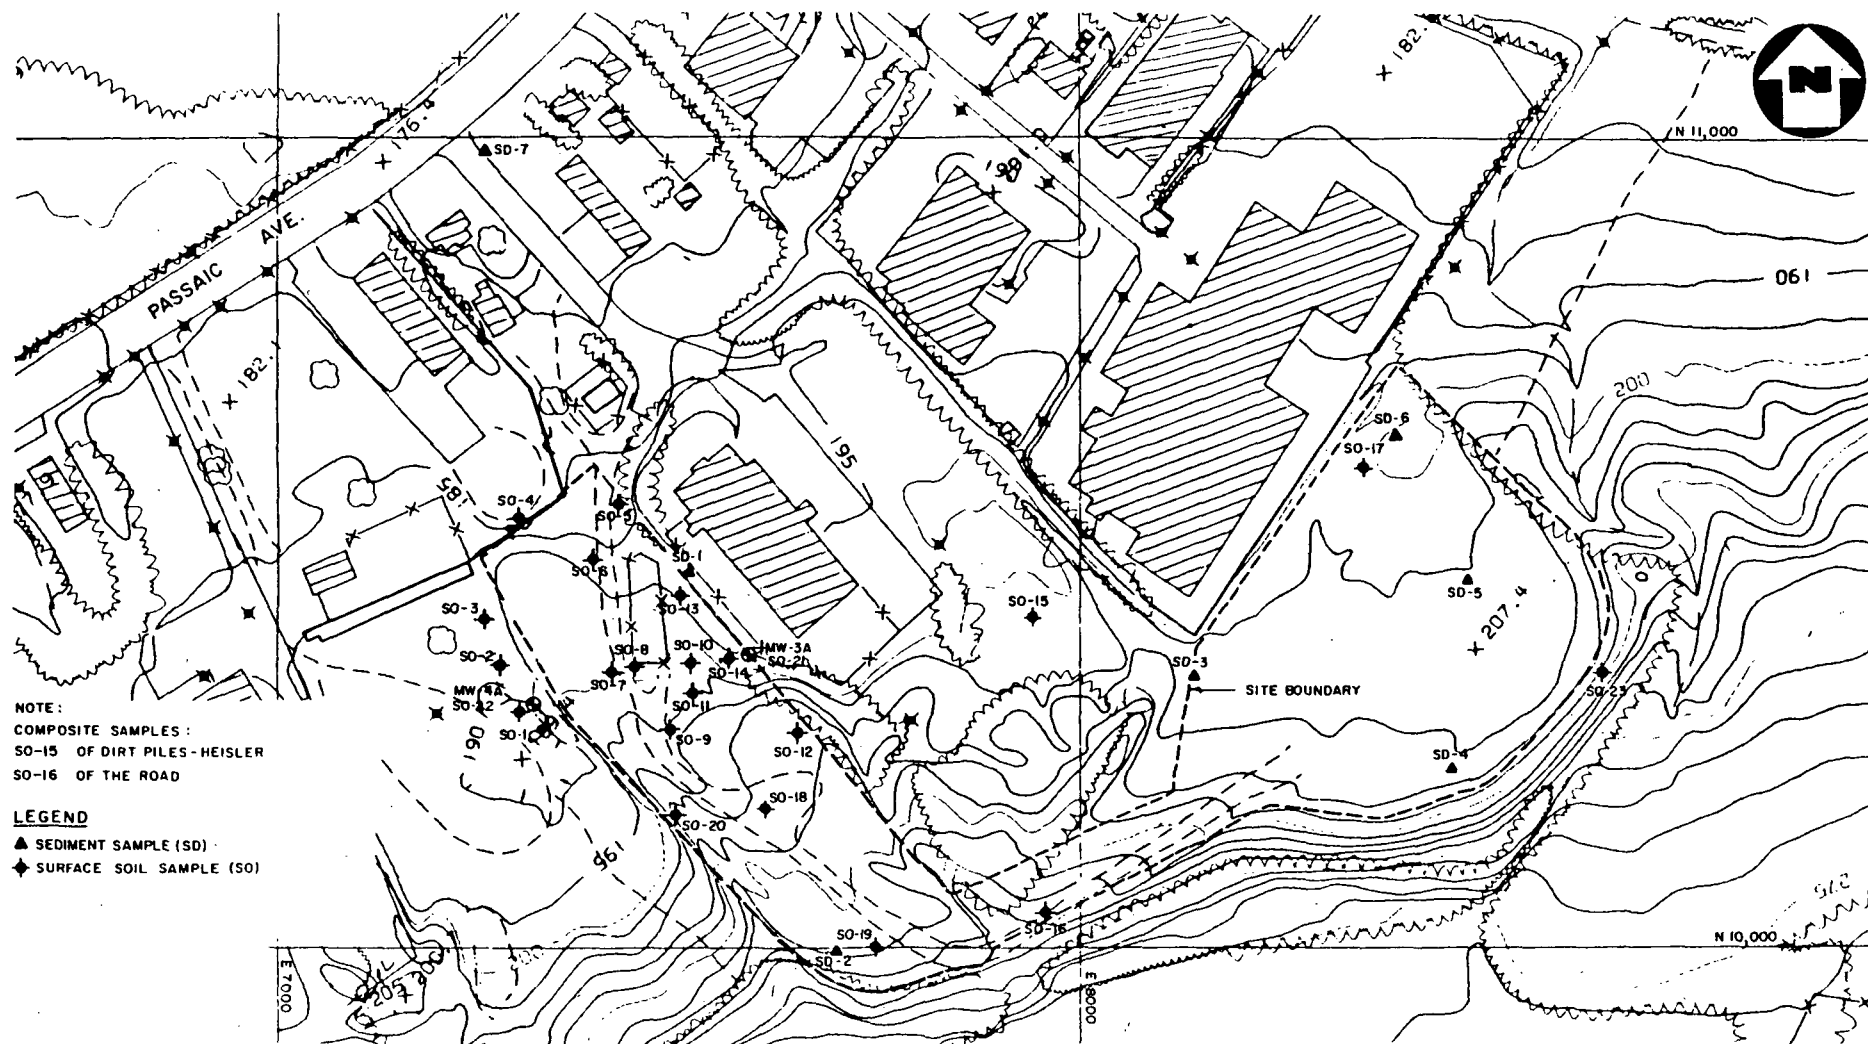 182.
N
176.4
N 11,000
SD-7
198
AVE.
PASSAIC
190
182.
200
SD-6
SO-17
195
185
SO-4
SO-5
SD-1
SO-6
SD-5
SO-13
SO-15
207.4
SO-3
SO-8
SO-10
MW-3A
SO-21
SO-2
SO-14
SD-3
SO-7
SITE BOUNDARY
SO-23
MW-4A
SO-22
SO-11
NOTE:
COMPOSITE SAMPLES:
SO-15 OF DIRT PILES-HEISLER
SO-16 OF THE ROAD
SO-1
190
SO-9
SO-12
SD-4
SO-18
LEGEND
SO-20
SEDIMENT SAMPLE (SD)
SURFACE SOIL SAMPLE (SO)
195
SO-16
SO-19
SD-2
N 10,000
E 7000
E 8000
205
200